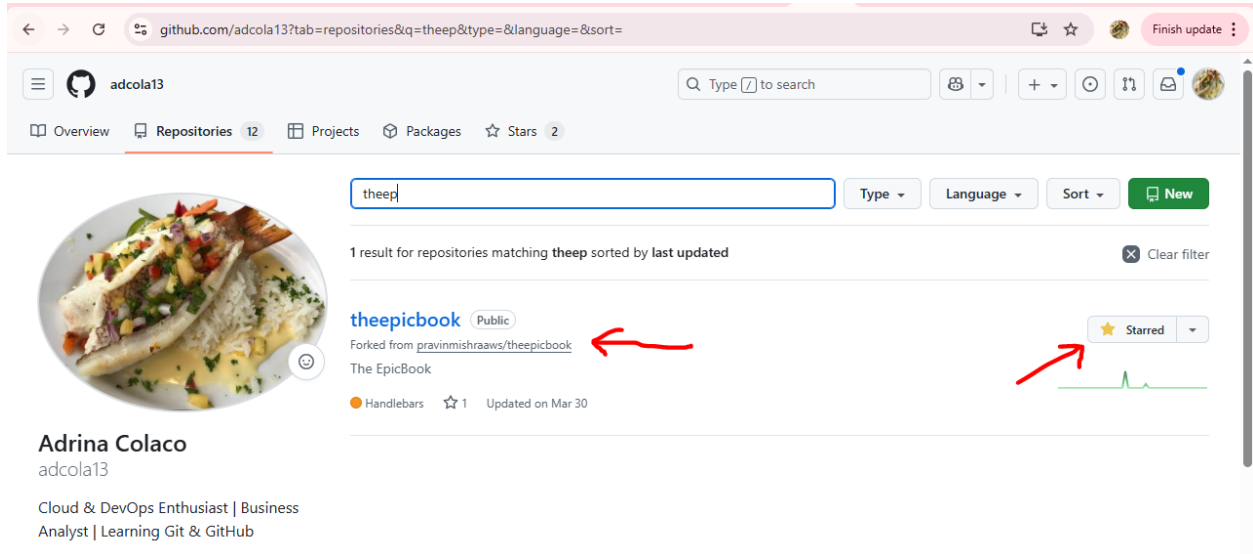 github.com/adcola13?tab=repositories&q=theep&type=&language=&sort=
Finish update
adcola13
Type / to search
Overview Repositories 12 Projects Packages Stars 2
theep
Type Language Sort New
1 result for repositories matching theep sorted by last updated
Clear filter
theepicbook Public
Starred
Forked from pravinmishraaws/theepicbook
The EpicBook
Handlebars 1 Updated on Mar 30
Adrina Colaco
adcola13
Cloud & DevOps Enthusiast | Business
Analyst | Learning Git & GitHub